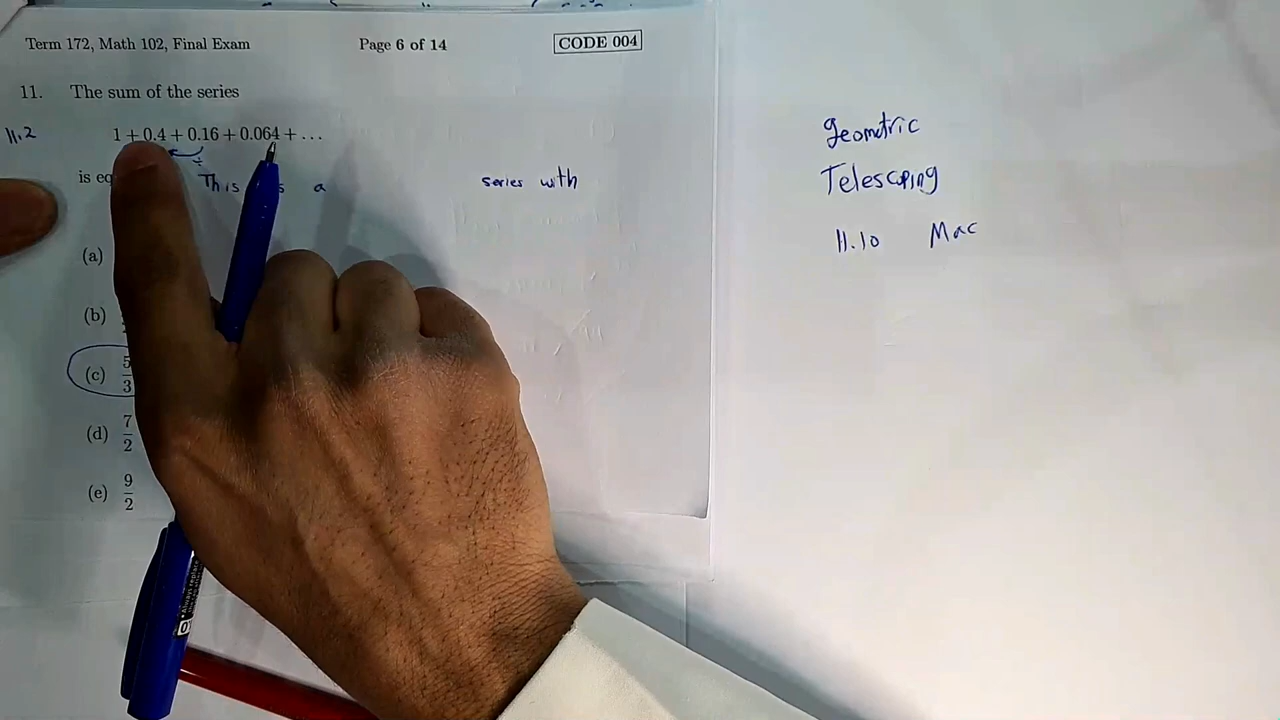 Term 172, Math 102, Final Exam Page 6 of 14 CODE 004
11. The sum of the series
11.2 1 + 0.4 + 0.16 + 0.064 + ...
÷
This a series with
(a)
(b)
(c) 5/3
(d) 7/2
(e) 9/2
Geometric
Telescoping
11.10 Mac